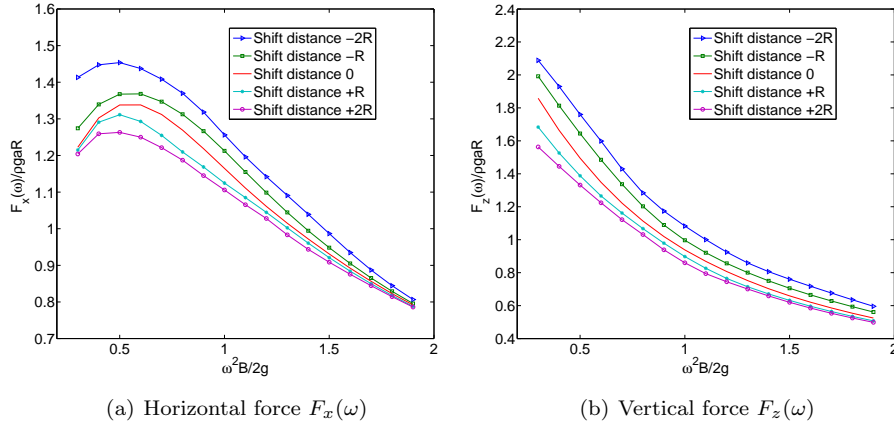 1.6
1.5
1.4
1.3
1.2
1.1
1
0.9
0.8
0.7
0.5
1
1.5
2
F_x(ω)/ρgaR
ω²B/2g
Shift distance −2R
Shift distance −R
Shift distance 0
Shift distance +R
Shift distance +2R
(a) Horizontal force F_x(ω)
2.4
2.2
2
1.8
1.6
1.4
1.2
1
0.8
0.6
0.4
0.5
1
1.5
2
F_z(ω)/ρgaR
ω²B/2g
Shift distance −2R
Shift distance −R
Shift distance 0
Shift distance +R
Shift distance +2R
(b) Vertical force F_z(ω)